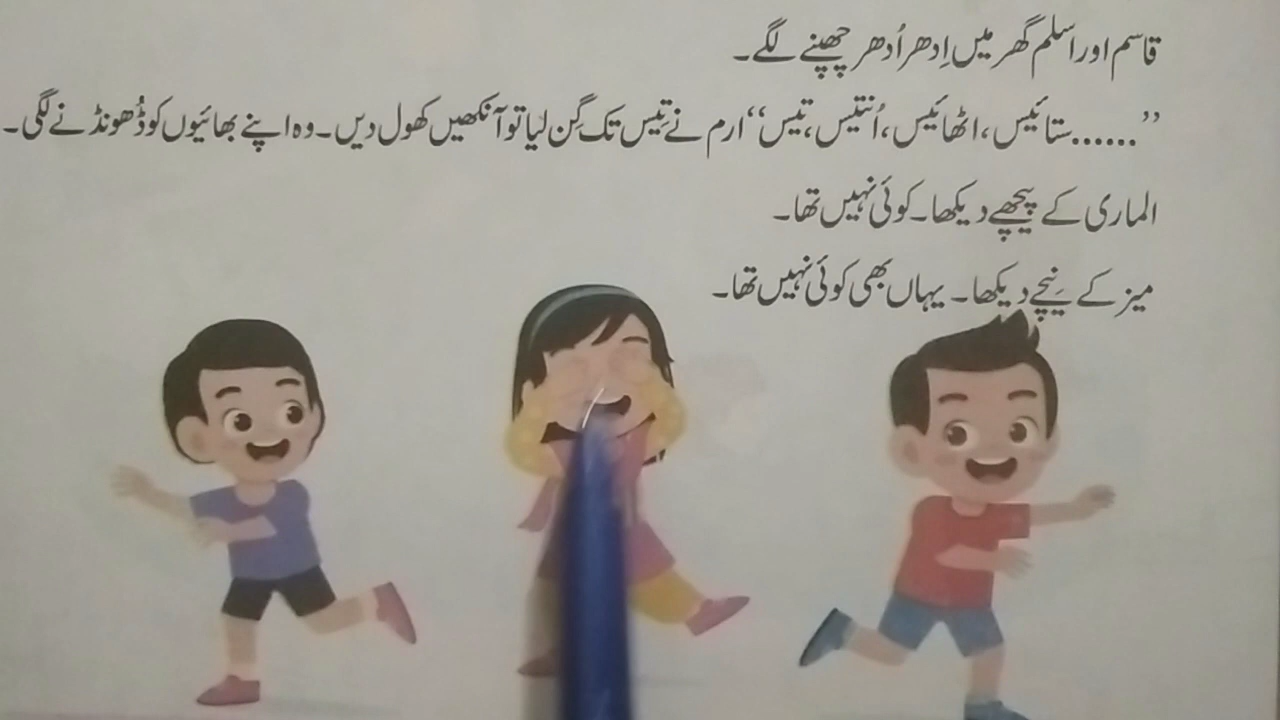 قاسم اور اسلم گھر میں اِدھر اُدھر چھپنے لگے۔
”......ستائیس، اٹھائیس، اُنتیس، تیس“ ارم نے تیس تک گِن لیا تو آنکھیں کھول دیں۔ وہ اپنے بھائیوں کو ڈُھونڈنے لگی۔
الماری کے پیچھے دیکھا۔ کوئی نہیں تھا۔
میز کے نیچے دیکھا۔ یہاں بھی کوئی نہیں تھا۔